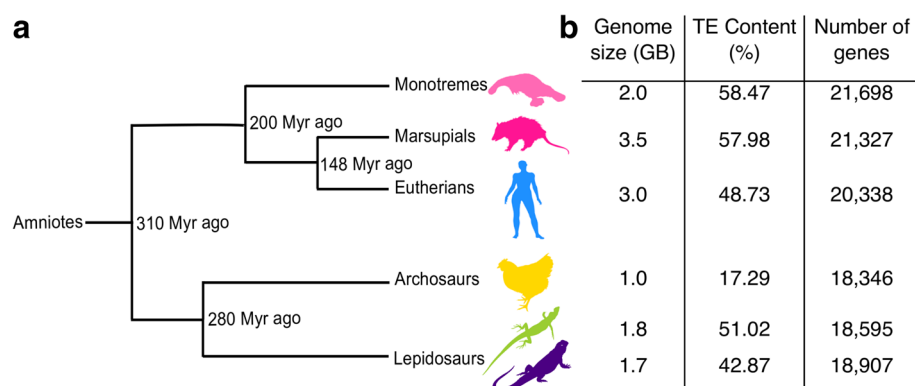 a
Amniotes
310 Myr ago
200 Myr ago
148 Myr ago
280 Myr ago
Monotremes
Marsupials
Eutherians
Archosaurs
Lepidosaurs
b
Genome size (GB) TE Content (%) Number of genes
2.0 58.47 21,698
3.5 57.98 21,327
3.0 48.73 20,338
1.0 17.29 18,346
1.8 51.02 18,595
1.7 42.87 18,907